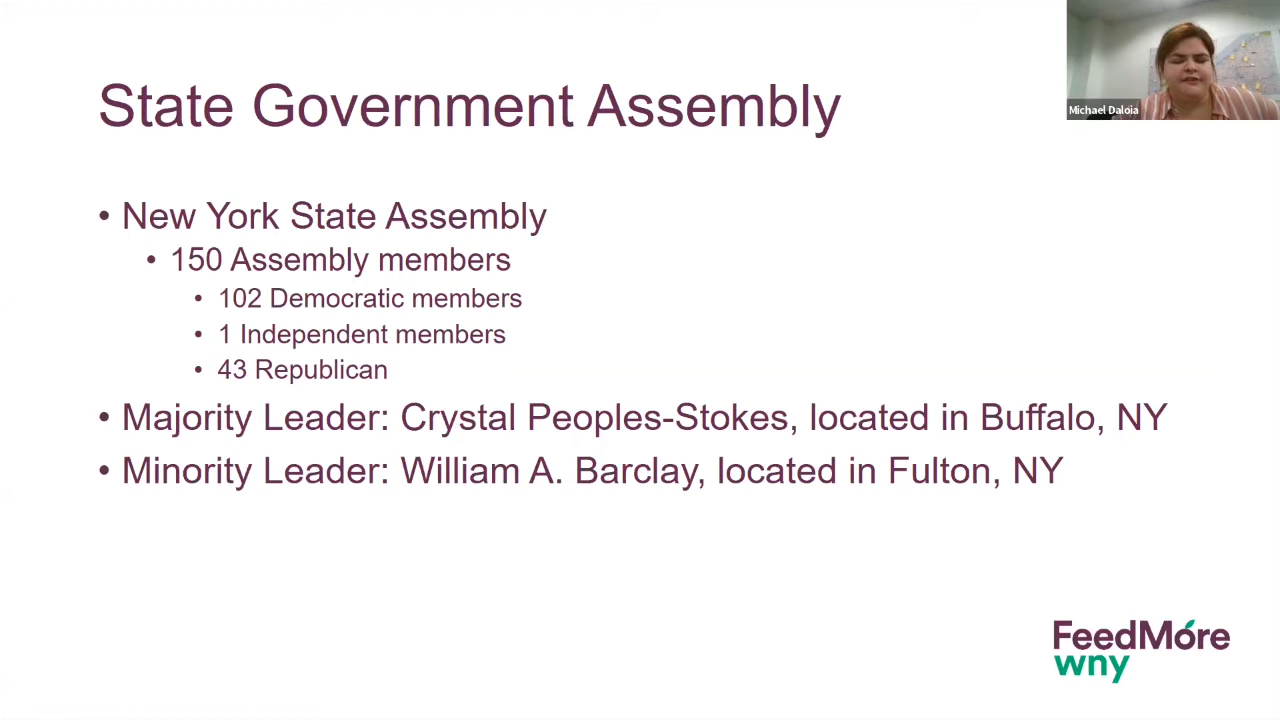 State Government Assembly
Michael Daloia
• New York State Assembly
• 150 Assembly members
• 102 Democratic members
• 1 Independent members
• 43 Republican
• Majority Leader: Crystal Peoples-Stokes, located in Buffalo, NY
• Minority Leader: William A. Barclay, located in Fulton, NY
FeedMore
wny